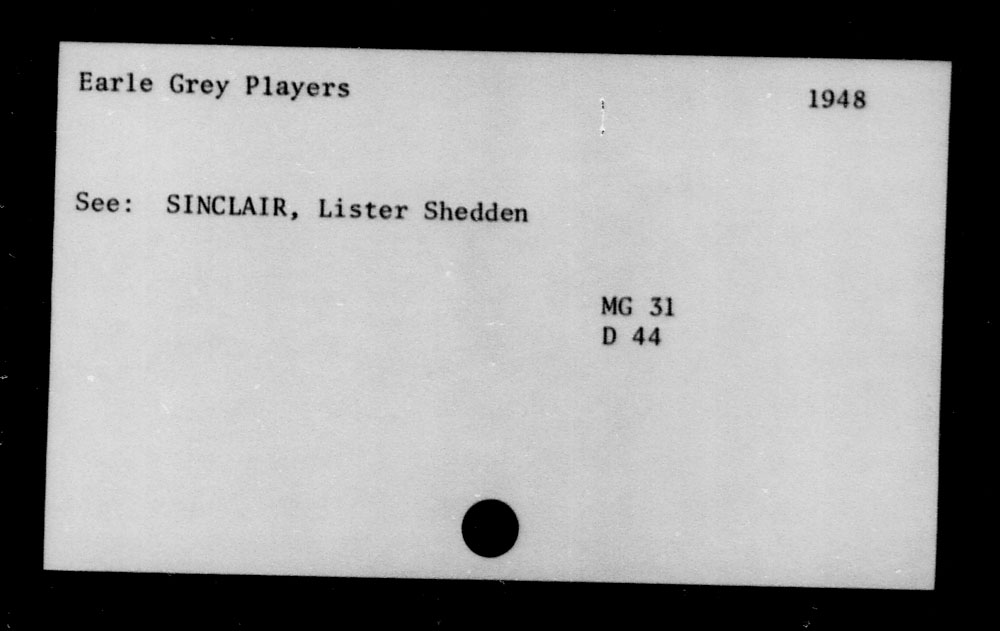 Earle Grey Players 1948
See: SINCLAIR, Lister Shedden
MG 31
D 44